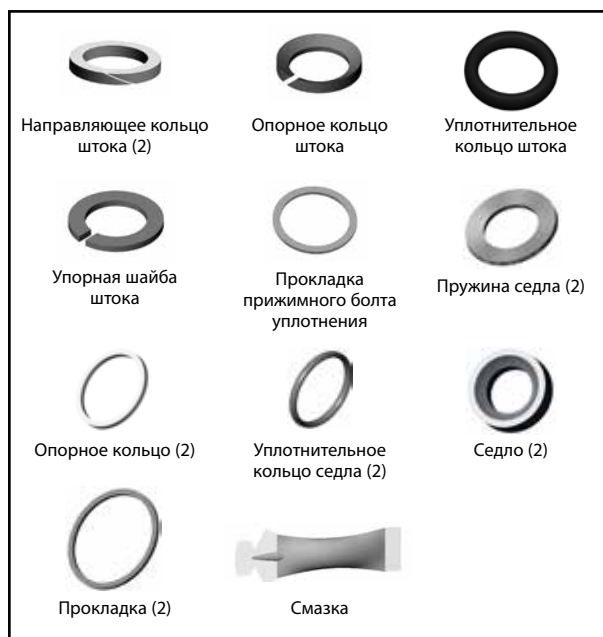 Направляющее кольцо
штока (2)
Опорное кольцо
штока
Уплотнительное
кольцо штока
Упорная шайба
штока
Прокладка
прижимного болта
уплотнения
Пружина седла (2)
Опорное кольцо (2)
Уплотнительное
кольцо седла (2)
Седло (2)
Прокладка (2)
Смазка